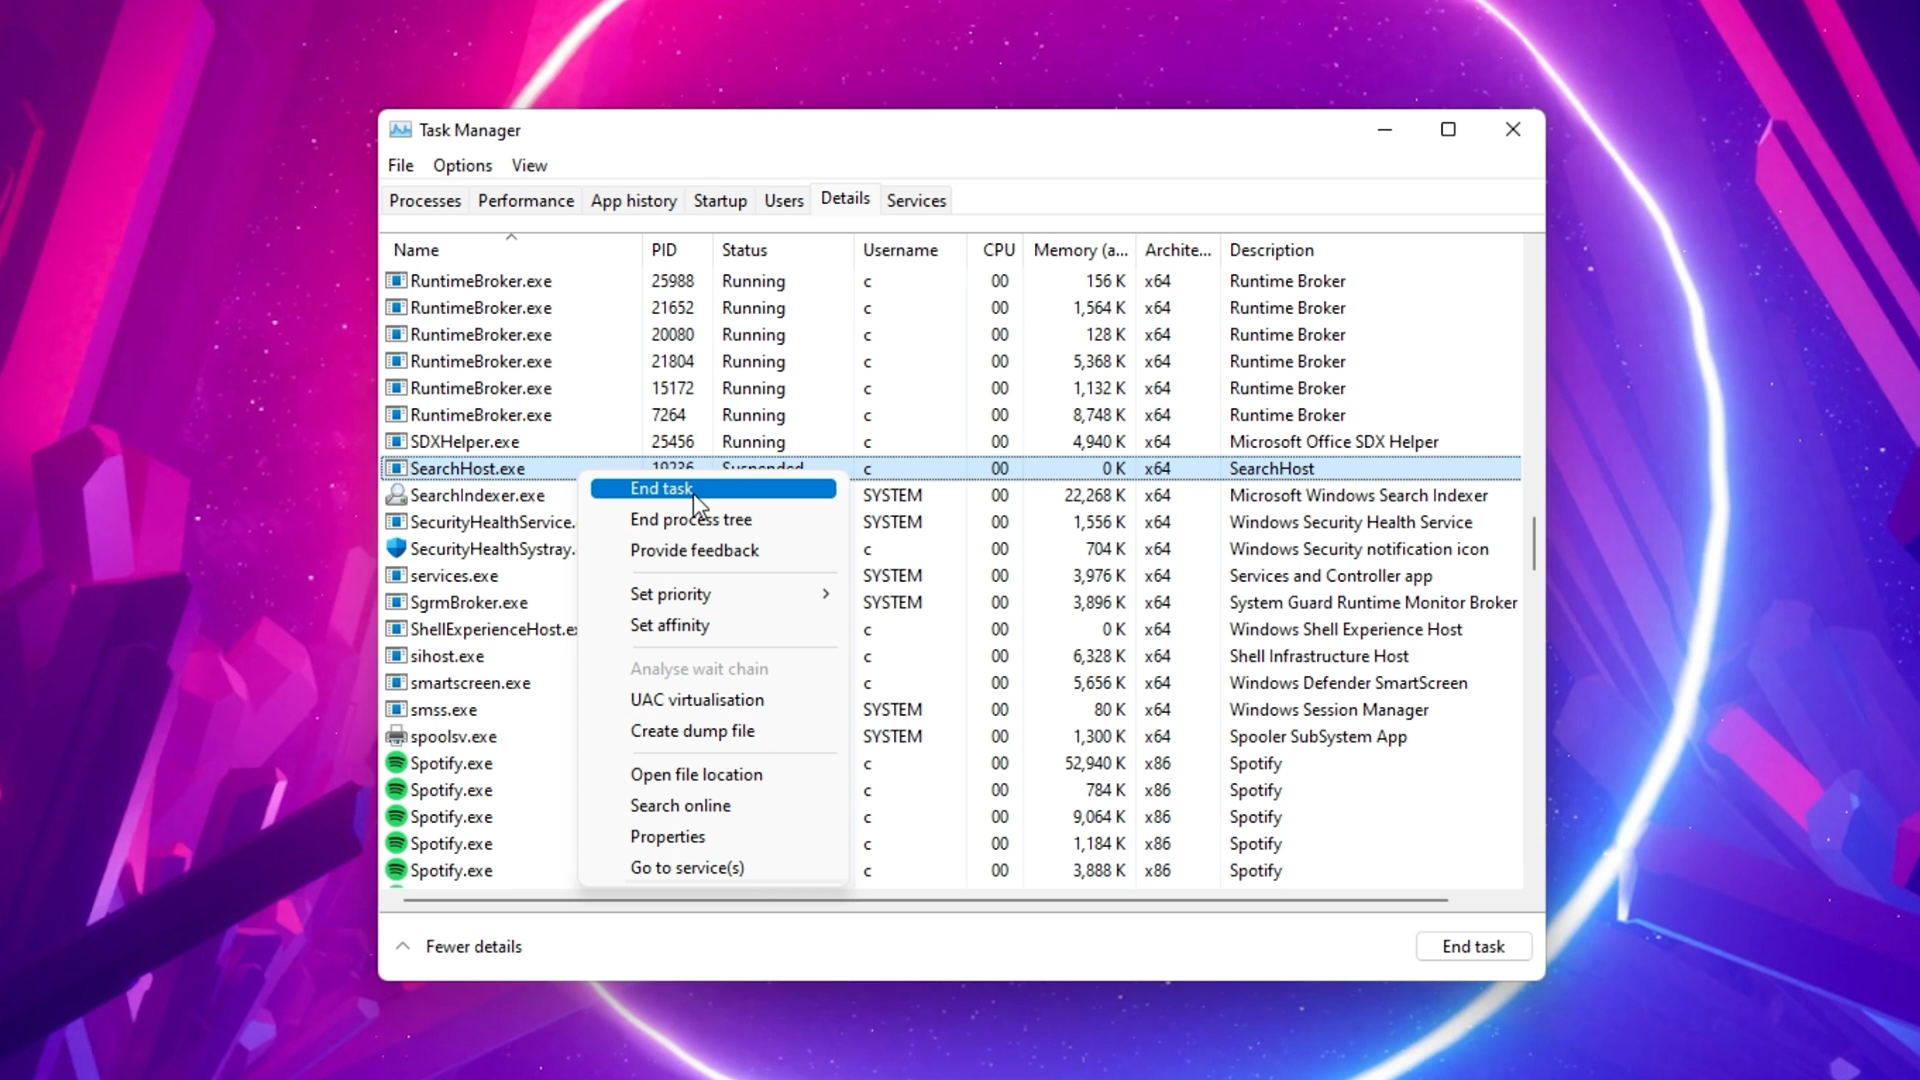 Task Manager
File Options View
Processes Performance App history Startup Users Details Services
Name PID Status Username CPU Memory (a... Archite... Description
RuntimeBroker.exe 25988 Running c 00 156 K x64 Runtime Broker
RuntimeBroker.exe 21652 Running c 00 1,564 K x64 Runtime Broker
RuntimeBroker.exe 20080 Running c 00 128 K x64 Runtime Broker
RuntimeBroker.exe 21804 Running c 00 5,368 K x64 Runtime Broker
RuntimeBroker.exe 15172 Running c 00 1,132 K x64 Runtime Broker
RuntimeBroker.exe 7264 Running c 00 8,748 K x64 Runtime Broker
SDXHelper.exe 25456 Running c 00 4,940 K x64 Microsoft Office SDX Helper
SearchHost.exe 19236 Suspended c 00 0 K x64 SearchHost
SearchIndexer.exe SYSTEM 00 22,268 K x64 Microsoft Windows Search Indexer
SecurityHealthService. SYSTEM 00 1,556 K x64 Windows Security Health Service
SecurityHealthSystray. c 00 704 K x64 Windows Security notification icon
services.exe SYSTEM 00 3,976 K x64 Services and Controller app
SgrmBroker.exe SYSTEM 00 3,896 K x64 System Guard Runtime Monitor Broker
ShellExperienceHost.ex c 00 0 K x64 Windows Shell Experience Host
sihost.exe c 00 6,328 K x64 Shell Infrastructure Host
smartscreen.exe c 00 5,656 K x64 Windows Defender SmartScreen
smss.exe SYSTEM 00 80 K x64 Windows Session Manager
spoolsv.exe SYSTEM 00 1,300 K x64 Spooler SubSystem App
Spotify.exe c 00 52,940 K x86 Spotify
Spotify.exe c 00 784 K x86 Spotify
Spotify.exe c 00 9,064 K x86 Spotify
Spotify.exe c 00 1,184 K x86 Spotify
Spotify.exe c 00 3,888 K x86 Spotify
End task
End process tree
Provide feedback
Set priority
Set affinity
Analyse wait chain
UAC virtualisation
Create dump file
Open file location
Search online
Properties
Go to service(s)
Fewer details End task